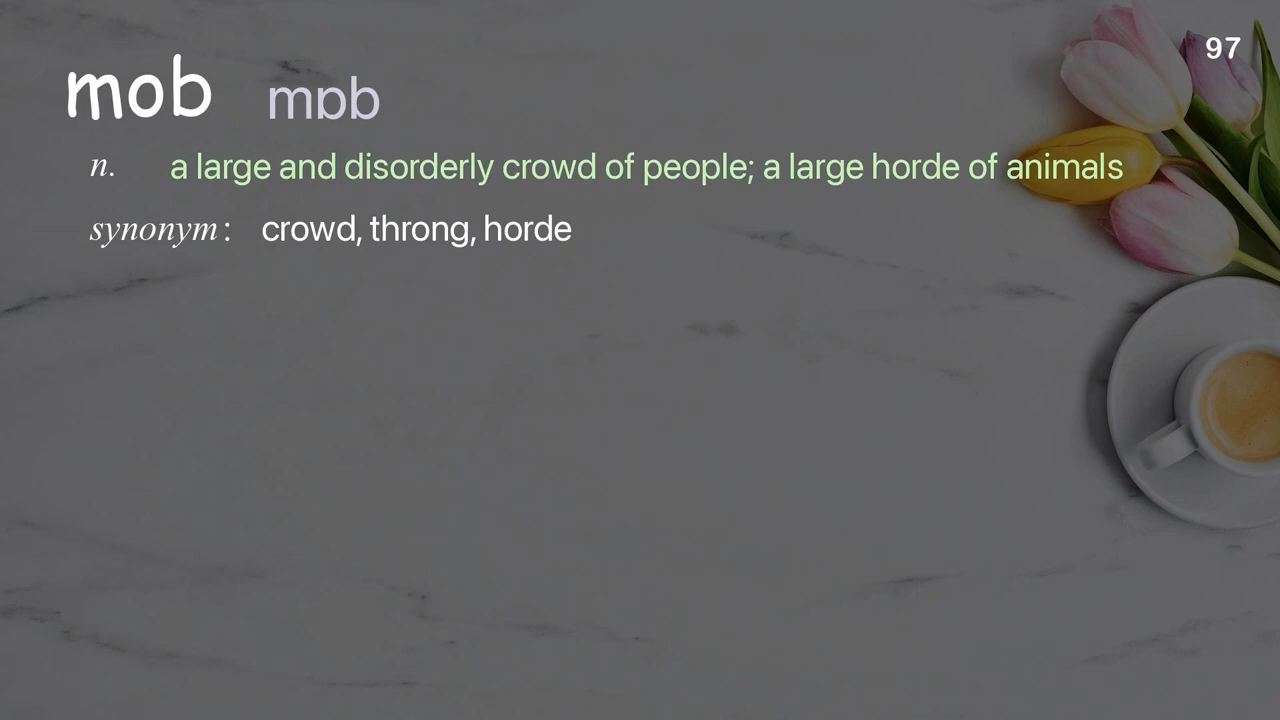 97
mob mɒb
n. a large and disorderly crowd of people; a large horde of animals
synonym : crowd, throng, horde